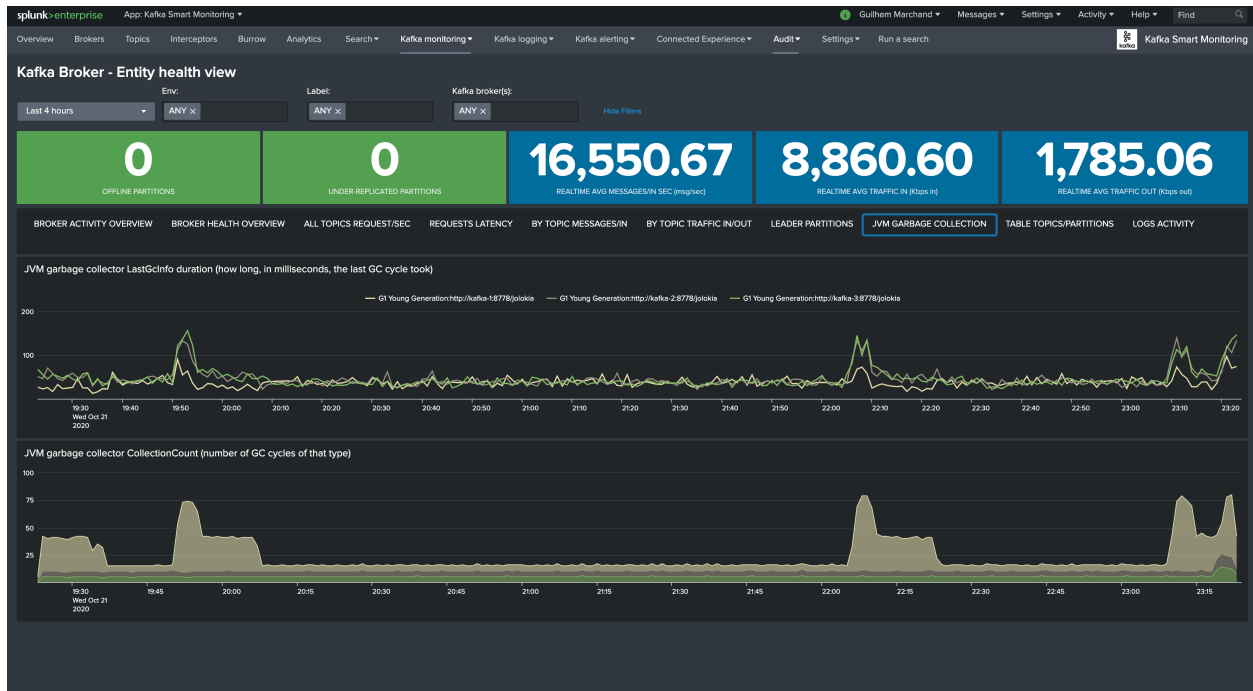 splunk>enterprise App: Kafka Smart Monitoring Guilhem Marchand Messages Settings Activity Help Find
Overview Brokers Topics Interceptors Burrow Analytics Search Kafka monitoring Kafka logging Kafka alerting Connected Experience Audit Settings Run a search kafka Kafka Smart Monitoring
Kafka Broker - Entity health view
Env: Label: Kafka broker(s):
Last 4 hours ANY × ANY × ANY × Hide Filters
0 0 16,550.67 8,860.60 1,785.06
OFFLINE PARTITIONS UNDER-REPLICATED PARTITIONS REALTIME AVG MESSAGES/IN SEC (msg/sec) REALTIME AVG TRAFFIC IN (Kbps in) REALTIME AVG TRAFFIC OUT (Kbps out)
BROKER ACTIVITY OVERVIEW BROKER HEALTH OVERVIEW ALL TOPICS REQUEST/SEC REQUESTS LATENCY BY TOPIC MESSAGES/IN BY TOPIC TRAFFIC IN/OUT LEADER PARTITIONS JVM GARBAGE COLLECTION TABLE TOPICS/PARTITIONS LOGS ACTIVITY
JVM garbage collector LastGcInfo duration (how long, in milliseconds, the last GC cycle took)
G1 Young Generation:http://kafka-1:8778/jolokia G1 Young Generation:http://kafka-2:8778/jolokia G1 Young Generation:http://kafka-3:8778/jolokia
200
100
19:30 19:40 19:50 20:00 20:10 20:20 20:30 20:40 20:50 21:00 21:10 21:20 21:30 21:40 21:50 22:00 22:10 22:20 22:30 22:40 22:50 23:00 23:10 23:20
Wed Oct 21
2020
JVM garbage collector CollectionCount (number of GC cycles of that type)
100
75
50
25
19:30 19:45 20:00 20:15 20:30 20:45 21:00 21:15 21:30 21:45 22:00 22:15 22:30 22:45 23:00 23:15
Wed Oct 21
2020